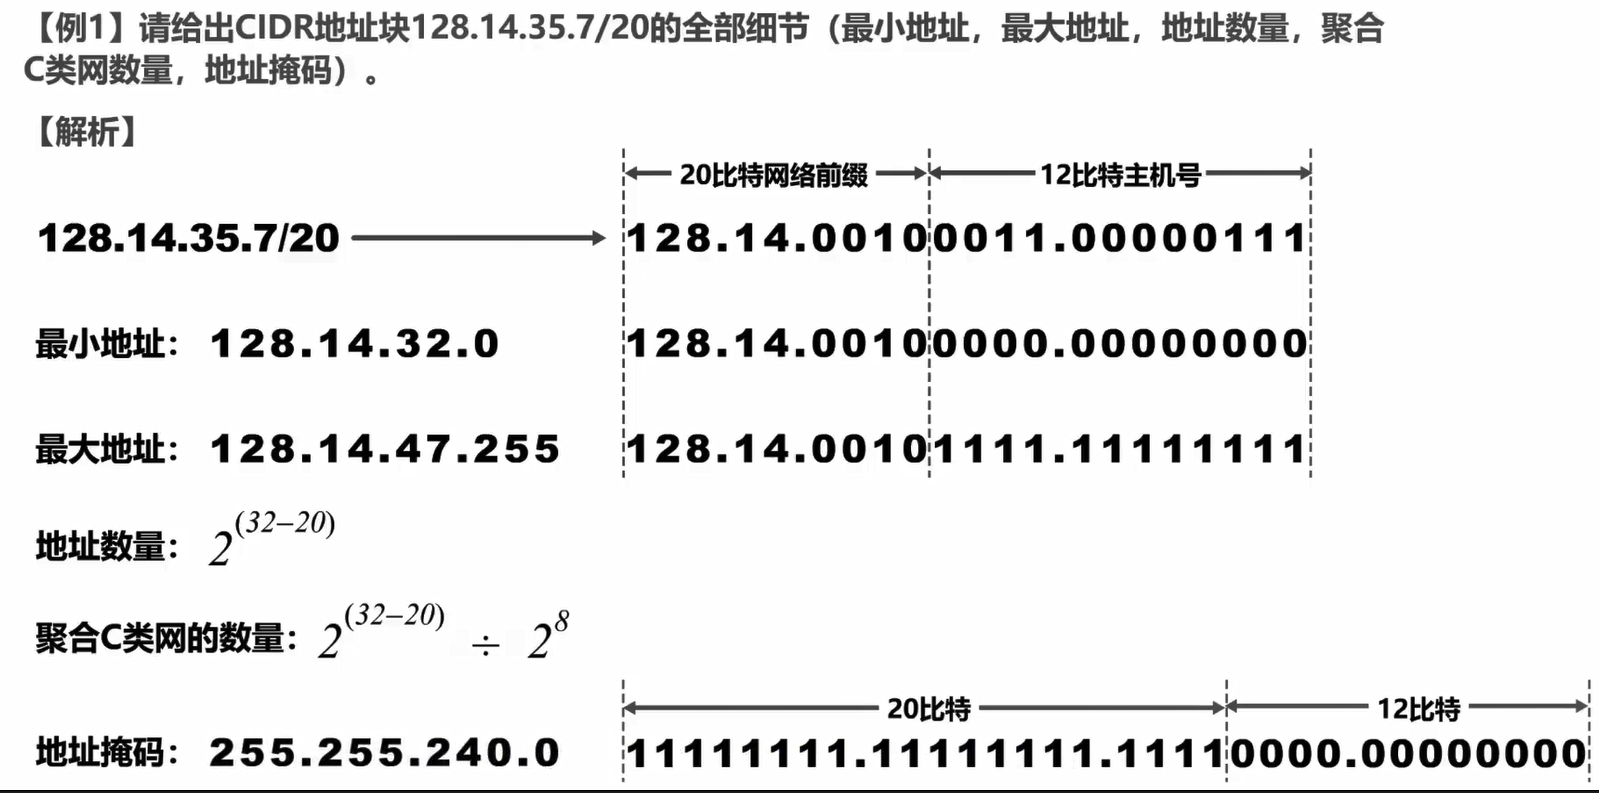 【例1】请给出CIDR地址块128.14.35.7/20的全部细节（最小地址，最大地址，地址数量，聚合
C类网数量，地址掩码）。
【解析】
20比特网络前缀 12比特主机号
128.14.35.7/20 128.14.00100011.00000111
最小地址： 128.14.32.0 128.14.00100000.00000000
最大地址： 128.14.47.255 128.14.00101111.11111111
地址数量： 2^(32–20)
聚合C类网的数量： 2^(32–20) ÷ 2^8
20比特 12比特
地址掩码： 255.255.240.0 11111111.11111111.11110000.00000000